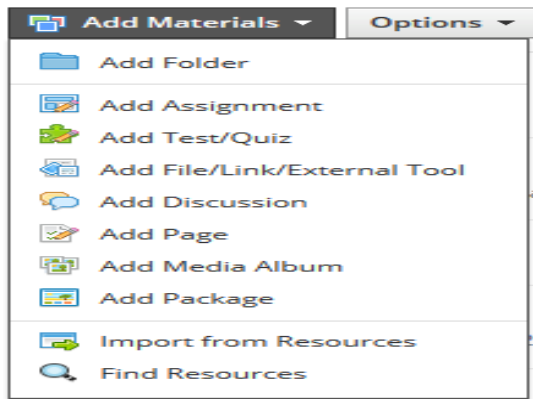 Add Materials Options
Add Folder
Add Assignment
Add Test/Quiz
Add File/Link/External Tool
Add Discussion
Add Page
Add Media Album
Add Package
Import from Resources
Find Resources